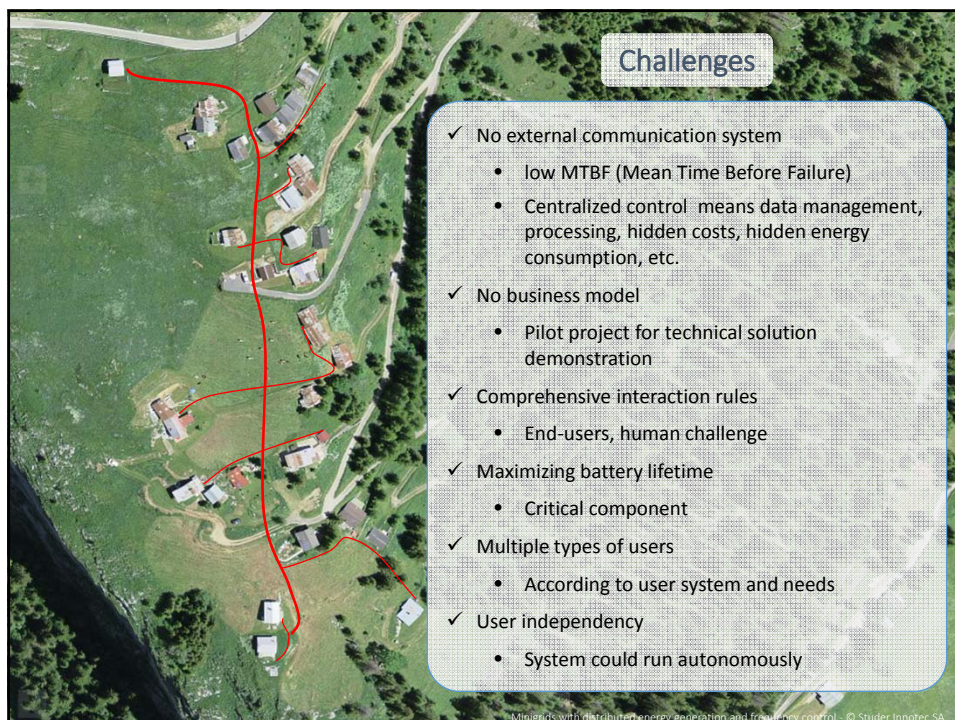 Challenges
✓ No external communication system
• low MTBF (Mean Time Before Failure)
• Centralized control means data management,
processing, hidden costs, hidden energy
consumption, etc.
✓ No business model
• Pilot project for technical solution
demonstration
✓ Comprehensive interaction rules
• End-users, human challenge
✓ Maximizing battery lifetime
• Critical component
✓ Multiple types of users
• According to user system and needs
✓ User independency
• System could run autonomously
Minigrids with distributed energy generation and frequency control - © Studer Innotec SA